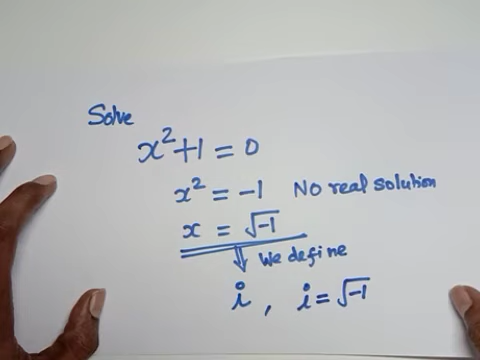 Solve
x²+1 = 0
x² = -1 No real solution
x = √-1
We define
i, i = √-1